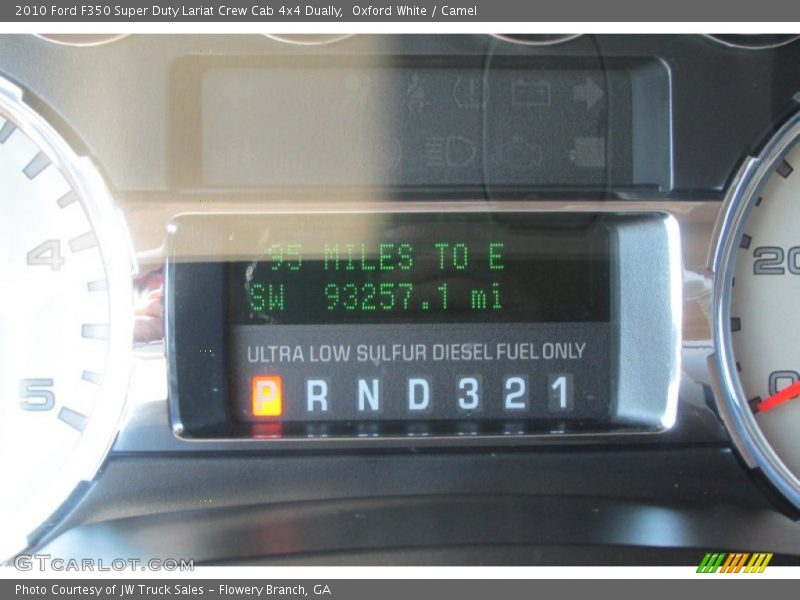 2010 Ford F350 Super Duty Lariat Crew Cab 4x4 Dually, Oxford White / Camel
95 MILES TO E
SW 93257.1 mi
4
20
ULTRA LOW SULFUR DIESEL FUEL ONLY
5
P R N D 3 2 1
0
GTCARLOT.COM
Photo Courtesy of JW Truck Sales - Flowery Branch, GA